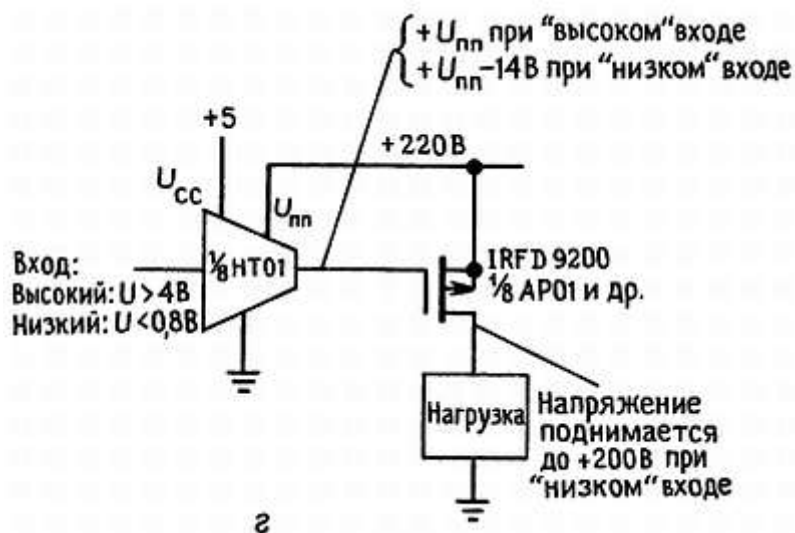 + Uпп при "высоком" входе
+ Uпп −14В при "низком" входе
+5
+220В
Ucc
Uпп
⅛ HT01
Вход:
Высокий: U > 4В
Низкий: U < 0,8В
IRFD 9200
⅛ AP01 и др.
Нагрузка
Напряжение
поднимается
до +200В при
"низком" входе
г